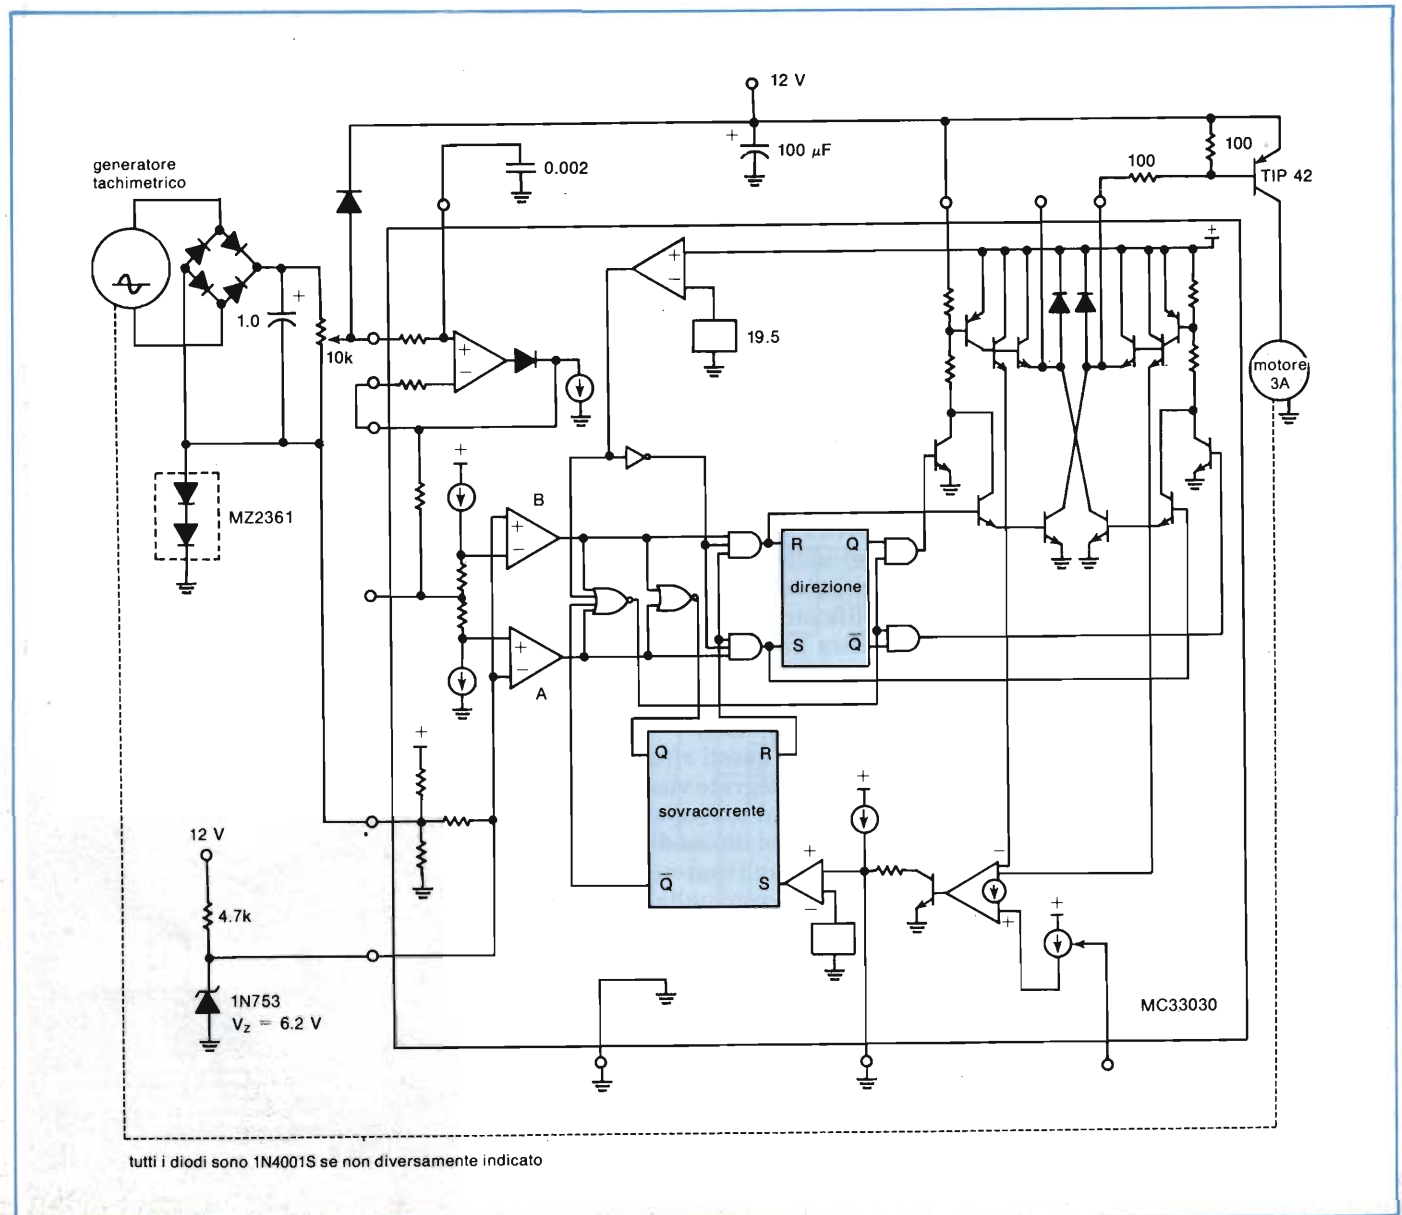 12 V
+
100 µF
0.002
100
100
TIP 42
generatore
tachimetrico
+
1.0
10k
+
−
+
−
19.5
+
motore
3A
MZ2361
+
B
+
−
+
−
A
R
Q
direzione
S
Q̅
Q
R
sovracorrente
Q̅
S
+
12 V
4.7k
1N753
V_Z = 6.2 V
+
+
−
−
+
+
MC33030
tutti i diodi sono 1N4001S se non diversamente indicato